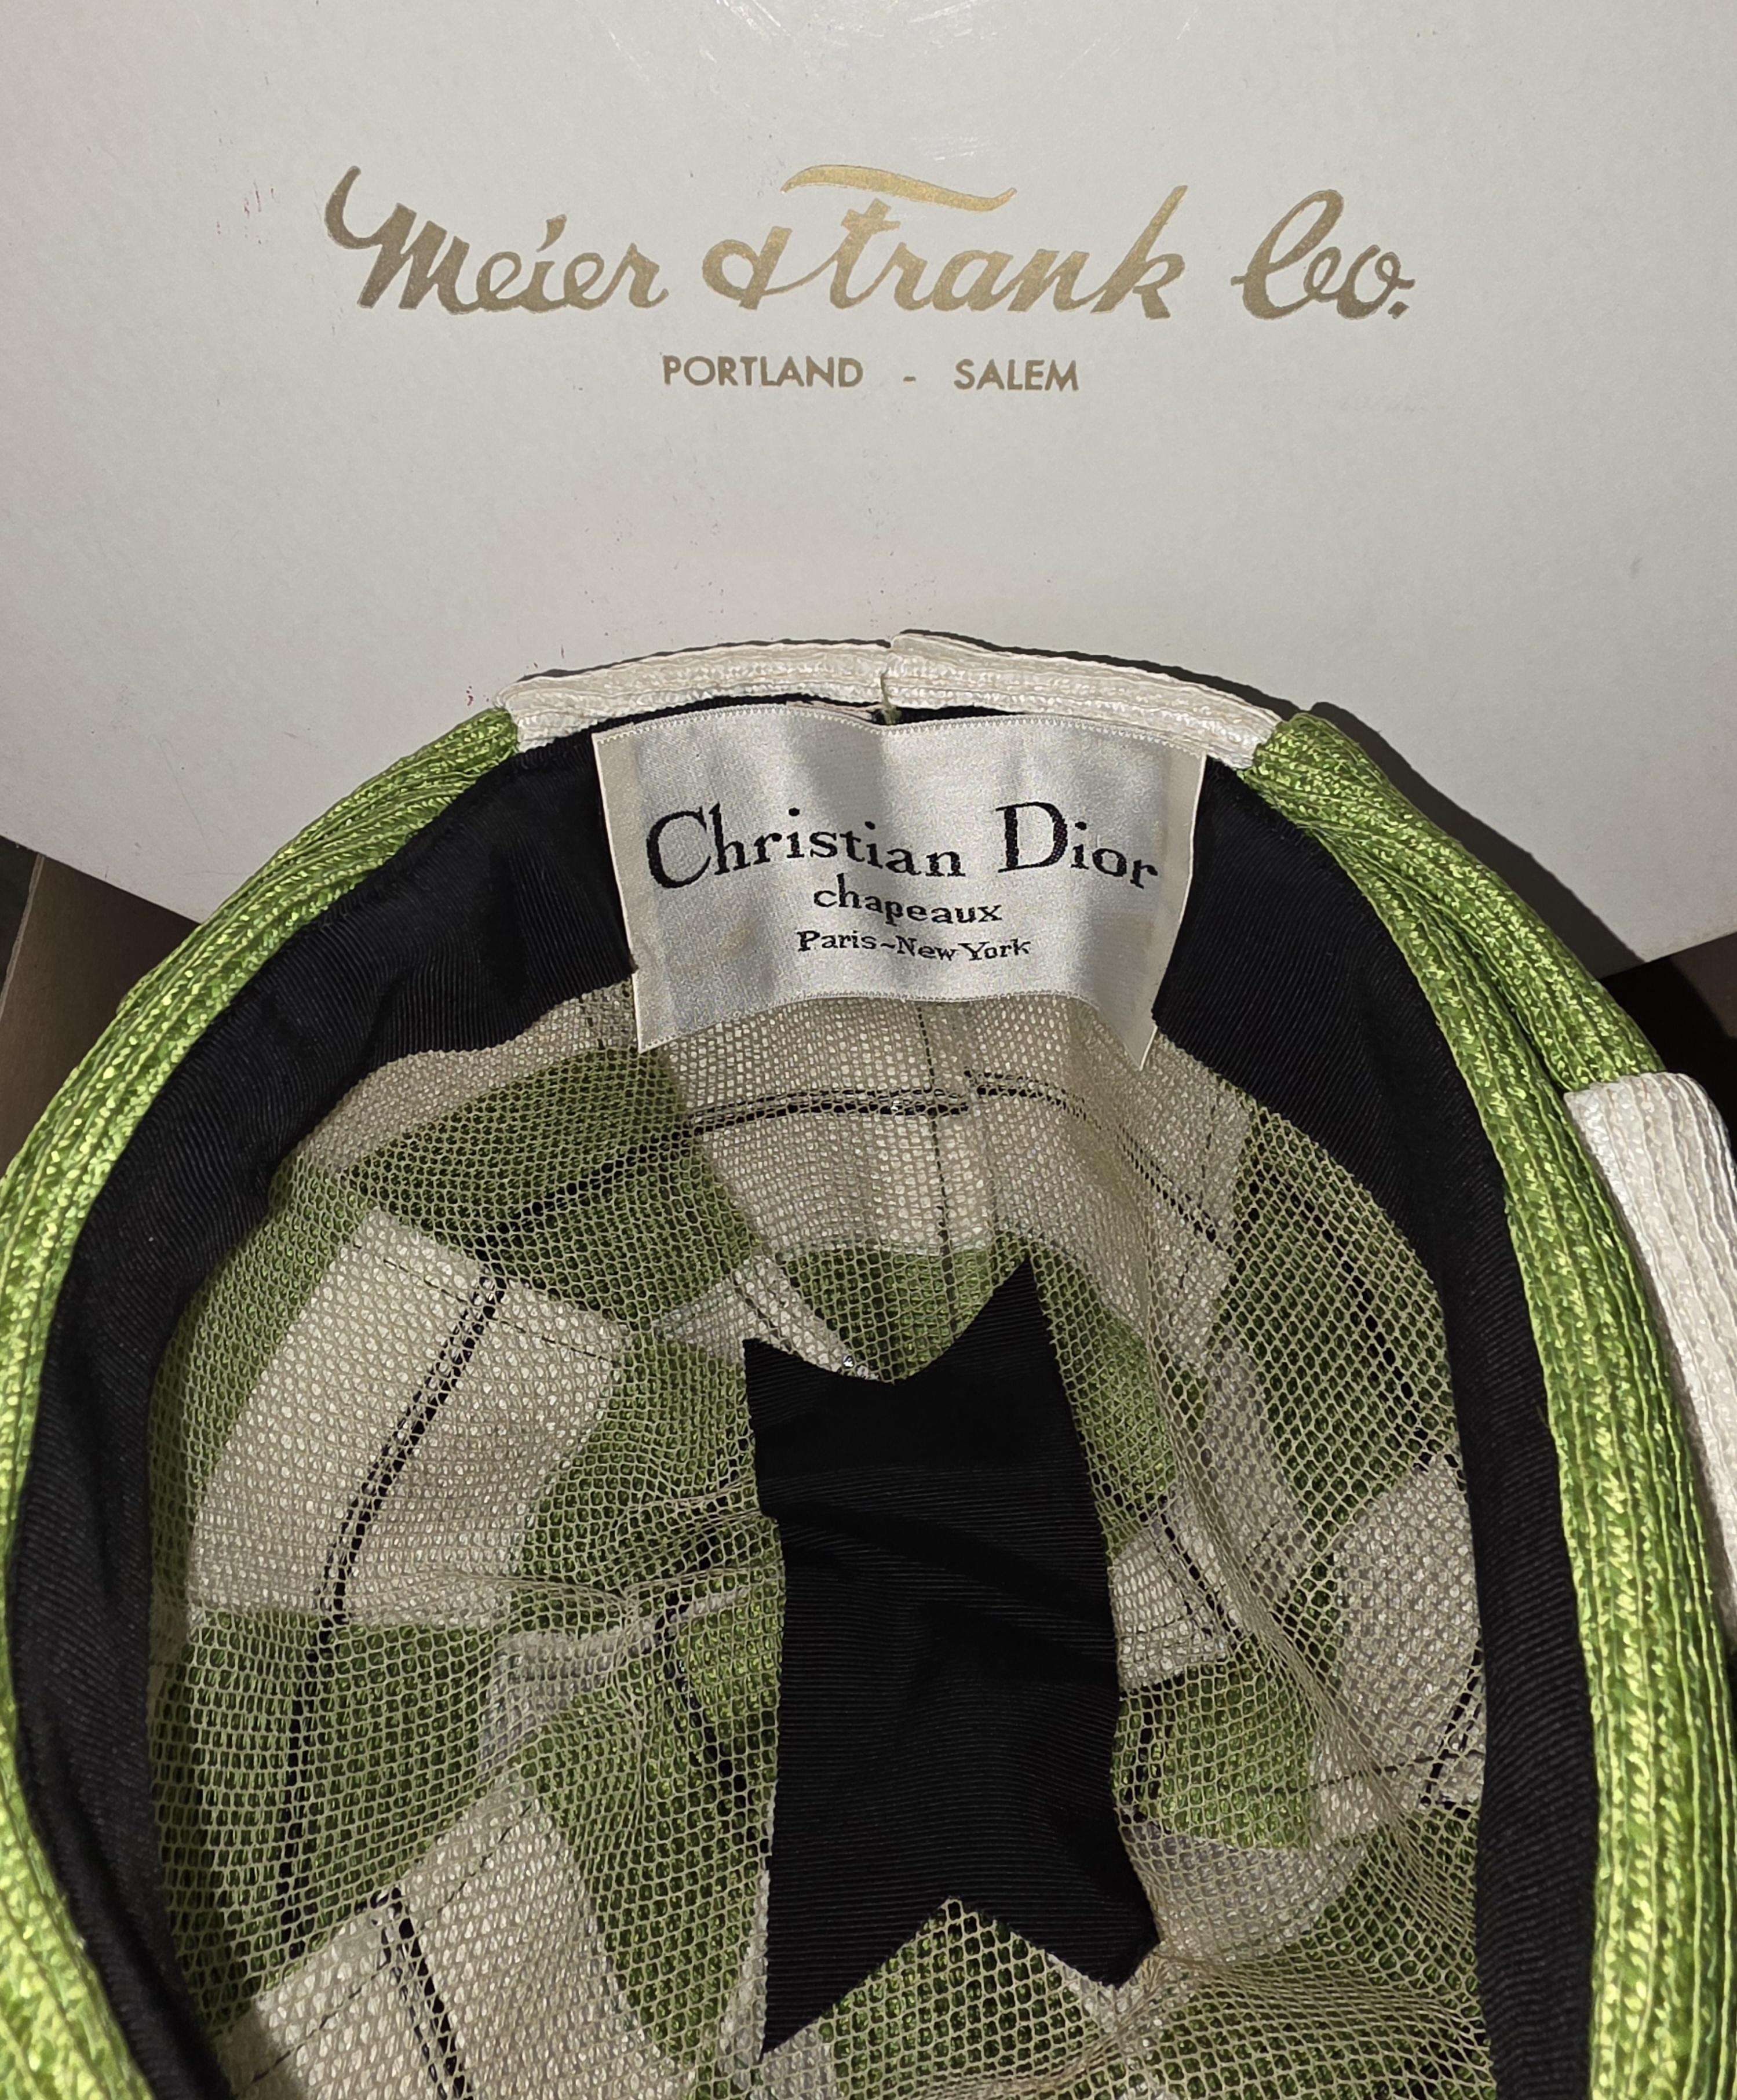 Meier & Frank Co.
PORTLAND - SALEM
Christian Dior
chapeaux
Paris~New York